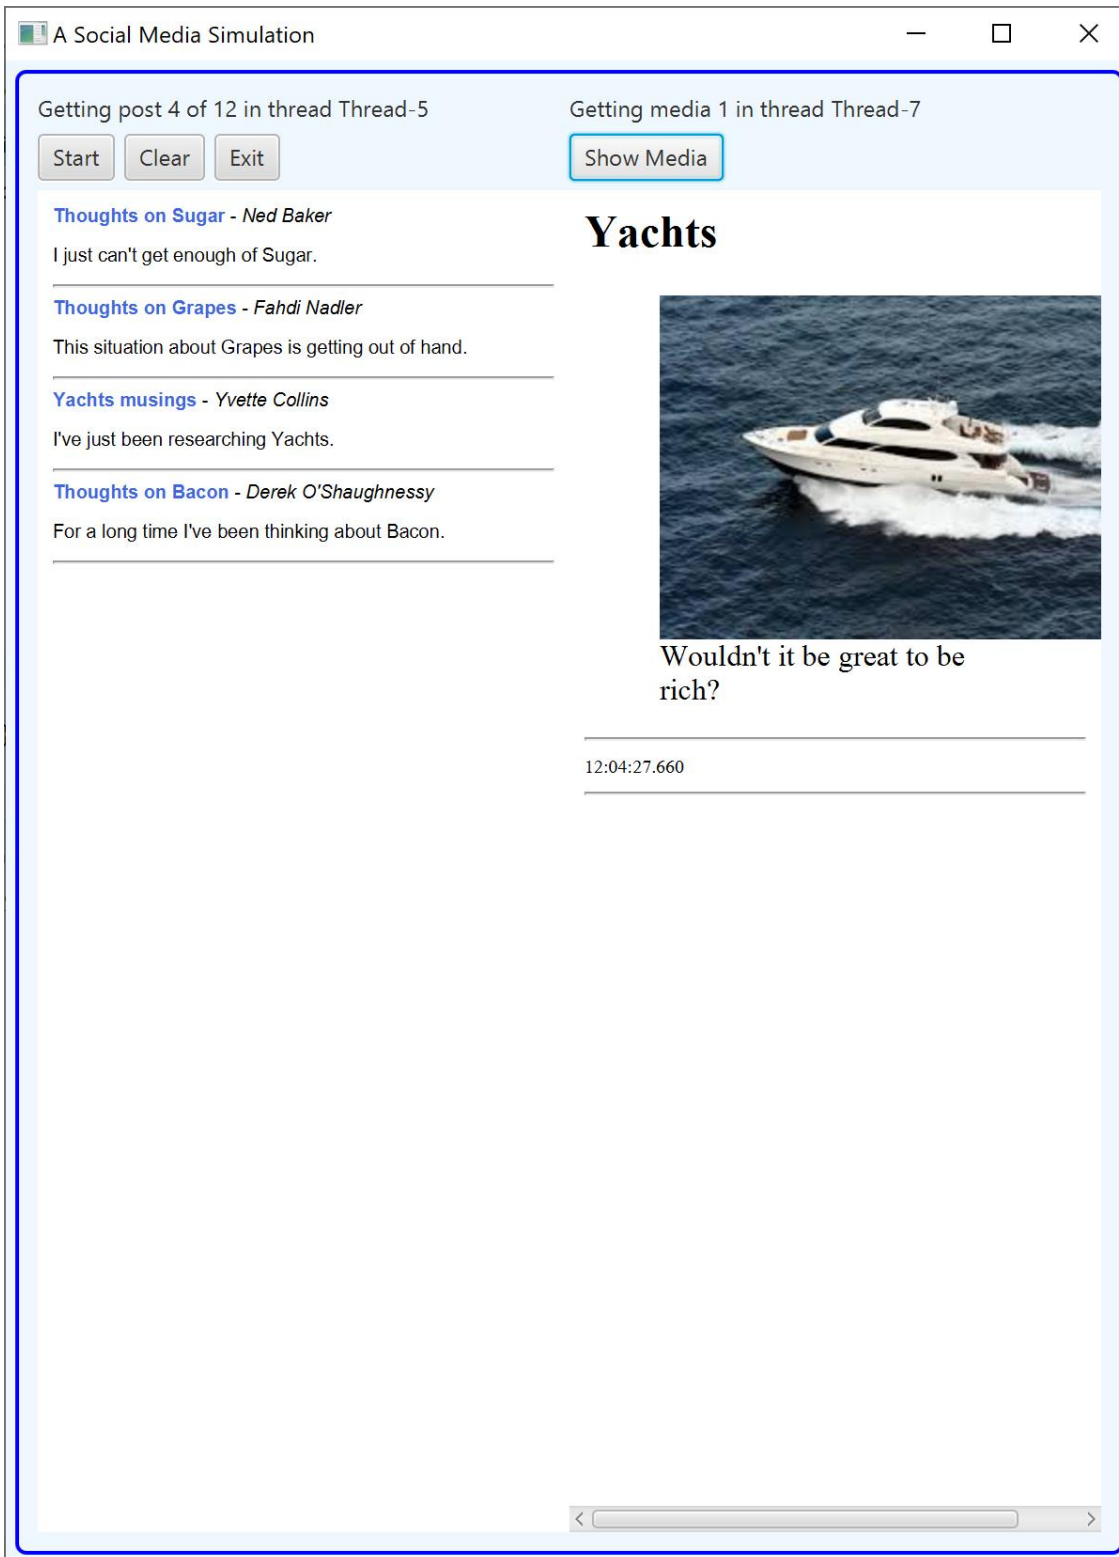 A Social Media Simulation
Getting post 4 of 12 in thread Thread-5
Start Clear Exit
Thoughts on Sugar - Ned Baker
I just can't get enough of Sugar.
Thoughts on Grapes - Fahdi Nadler
This situation about Grapes is getting out of hand.
Yachts musings - Yvette Collins
I've just been researching Yachts.
Thoughts on Bacon - Derek O'Shaughnessy
For a long time I've been thinking about Bacon.
Getting media 1 in thread Thread-7
Show Media
Yachts
Wouldn't it be great to be
rich?
12:04:27.660